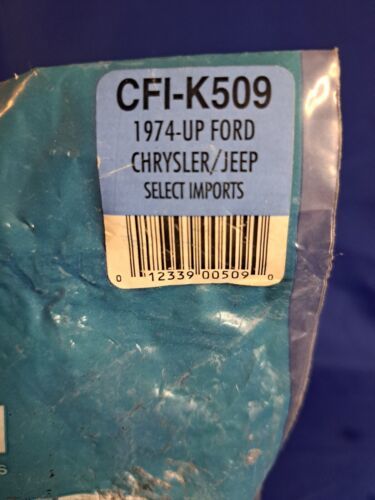 CFI-K509
1974-UP FORD
CHRYSLER/JEEP
SELECT IMPORTS
0 12339 00509 0